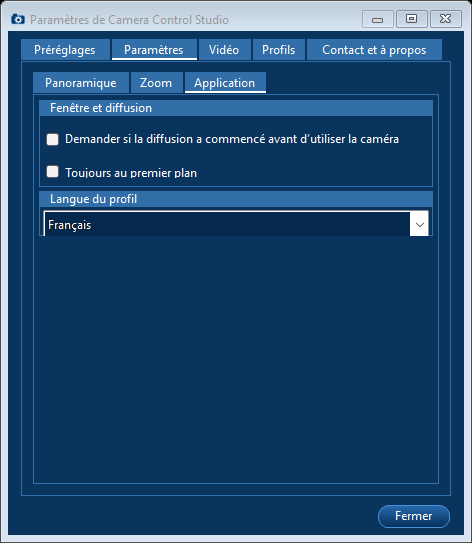 Paramètres de Camera Control Studio
Préréglages Paramètres Vidéo Profils Contact et à propos
Panoramique Zoom Application
Fenêtre et diffusion
Demander si la diffusion a commencé avant d'utiliser la caméra
Toujours au premier plan
Langue du profil
Français
Fermer